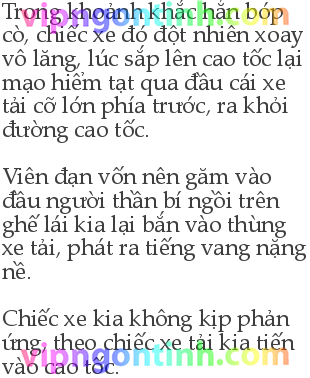 Trong khoảnh khắc hắn bóp
cò, chiếc xe đó đột nhiên xoay
vô lăng, lúc sắp lên cao tốc lại
mạo hiểm tạt qua đầu cái xe
tải cỡ lớn phía trước, ra khỏi
đường cao tốc.
Viên đạn vốn nên găm vào
đầu người thần bí ngồi trên
ghế lái kia lại bắn vào thùng
xe tải, phát ra tiếng vang nặng
nề.
Chiếc xe kia không kịp phản
ứng, theo chiếc xe tải kia tiến
vào cao tốc.
vipngontinh.com
vipngontinh.com